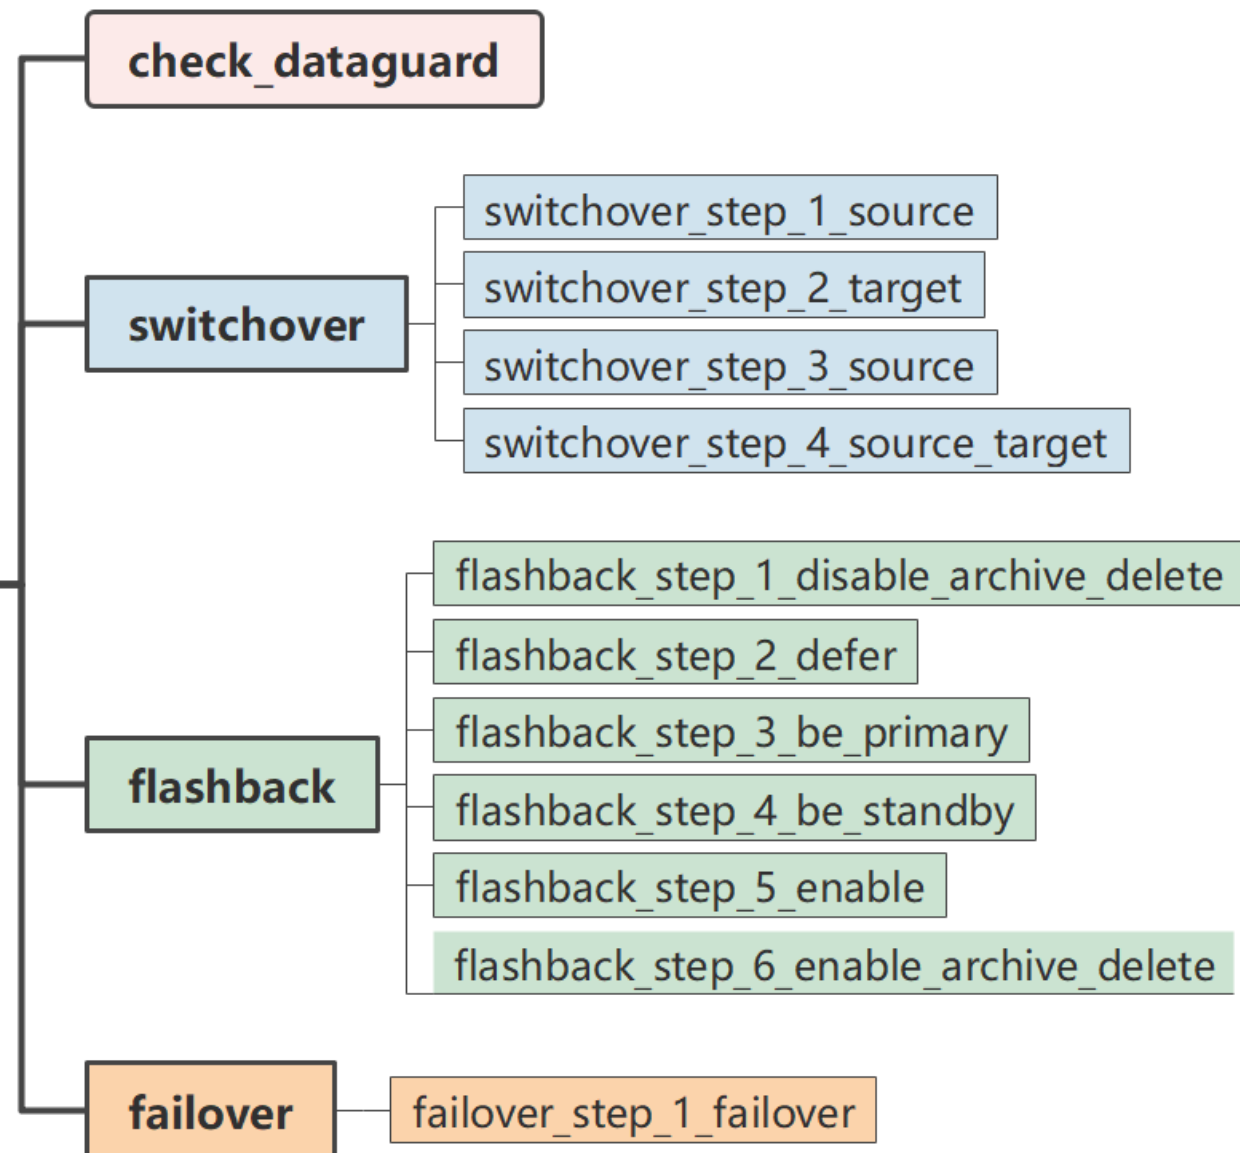 check_dataguard
switchover
switchover_step_1_source
switchover_step_2_target
switchover_step_3_source
switchover_step_4_source_target
flashback
flashback_step_1_disable_archive_delete
flashback_step_2_defer
flashback_step_3_be_primary
flashback_step_4_be_standby
flashback_step_5_enable
flashback_step_6_enable_archive_delete
failover
failover_step_1_failover